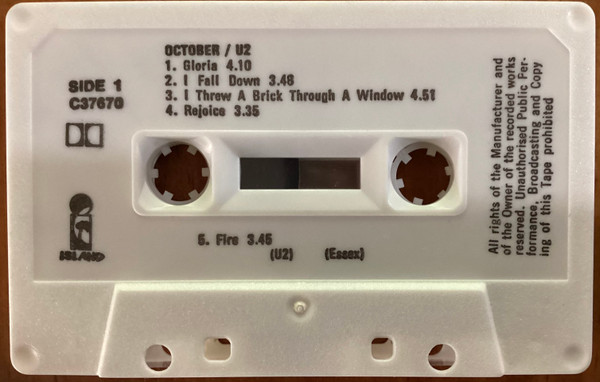 OCTOBER / U2
1. Gloria 4.10
2. I Fall Down 3.48
3. I Threw A Brick Through A Window 4.51
4. Rejoice 3.35
SIDE 1
C37670
5. Fire 3.45
(U2) (Essex)
ISLAND
All rights of the Manufacturer and
of the Owner of the recorded works
reserved. Unauthorised Public Per-
formance, Broadcasting and Copy
ing of this Tape prohibited